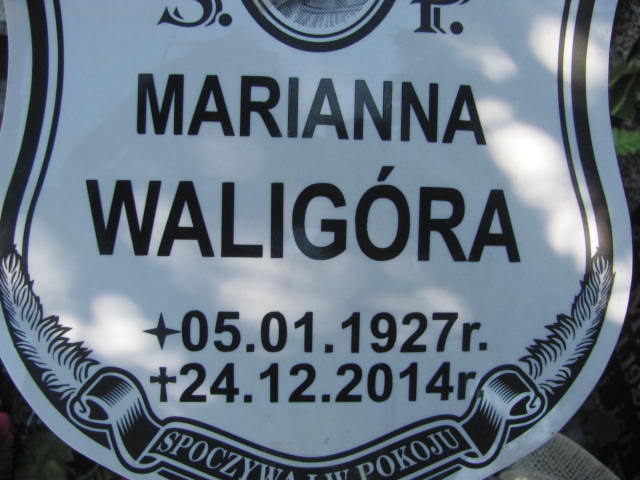 Ś. P.
MARIANNA
WALIGÓRA
05.01.1927r.
†24.12.2014r.
SPOCZYWAJ W POKOJU